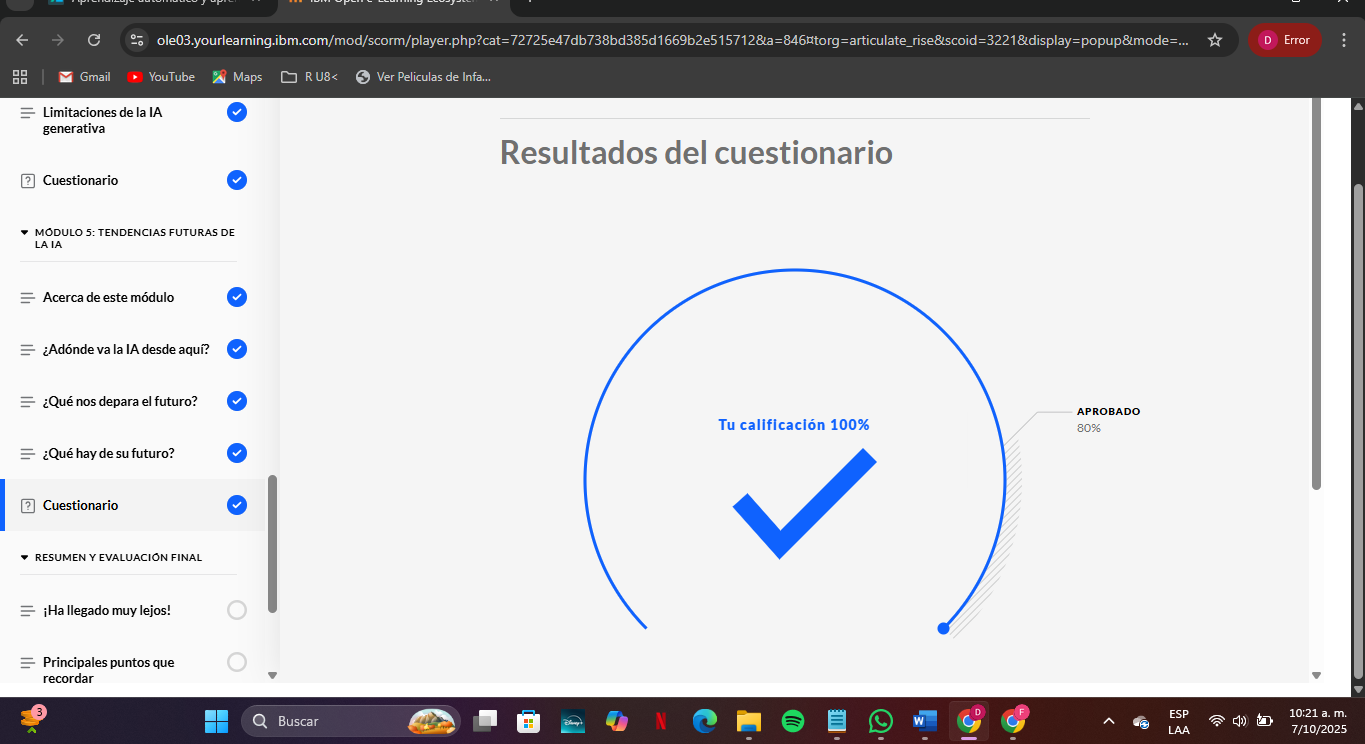 ole03.yourlearning.ibm.com/mod/scorm/player.php?cat=72725e47db738bd385d1669b2e515712&a=846¤torg=articulate_rise&scoid=3221&display=popup&mode=...
D Error
Gmail
YouTube
Maps
R U8<
Ver Peliculas de Infa...
Limitaciones de la IA
generativa
Cuestionario
MÓDULO 5: TENDENCIAS FUTURAS DE
LA IA
Acerca de este módulo
¿Adónde va la IA desde aquí?
¿Qué nos depara el futuro?
¿Qué hay de su futuro?
Cuestionario
RESUMEN Y EVALUACIÓN FINAL
¡Ha llegado muy lejos!
Principales puntos que
recordar
Resultados del cuestionario
Tu calificación 100%
APROBADO
80%
3
Buscar
D
F
ESP
LAA
10:21 a. m.
7/10/2025